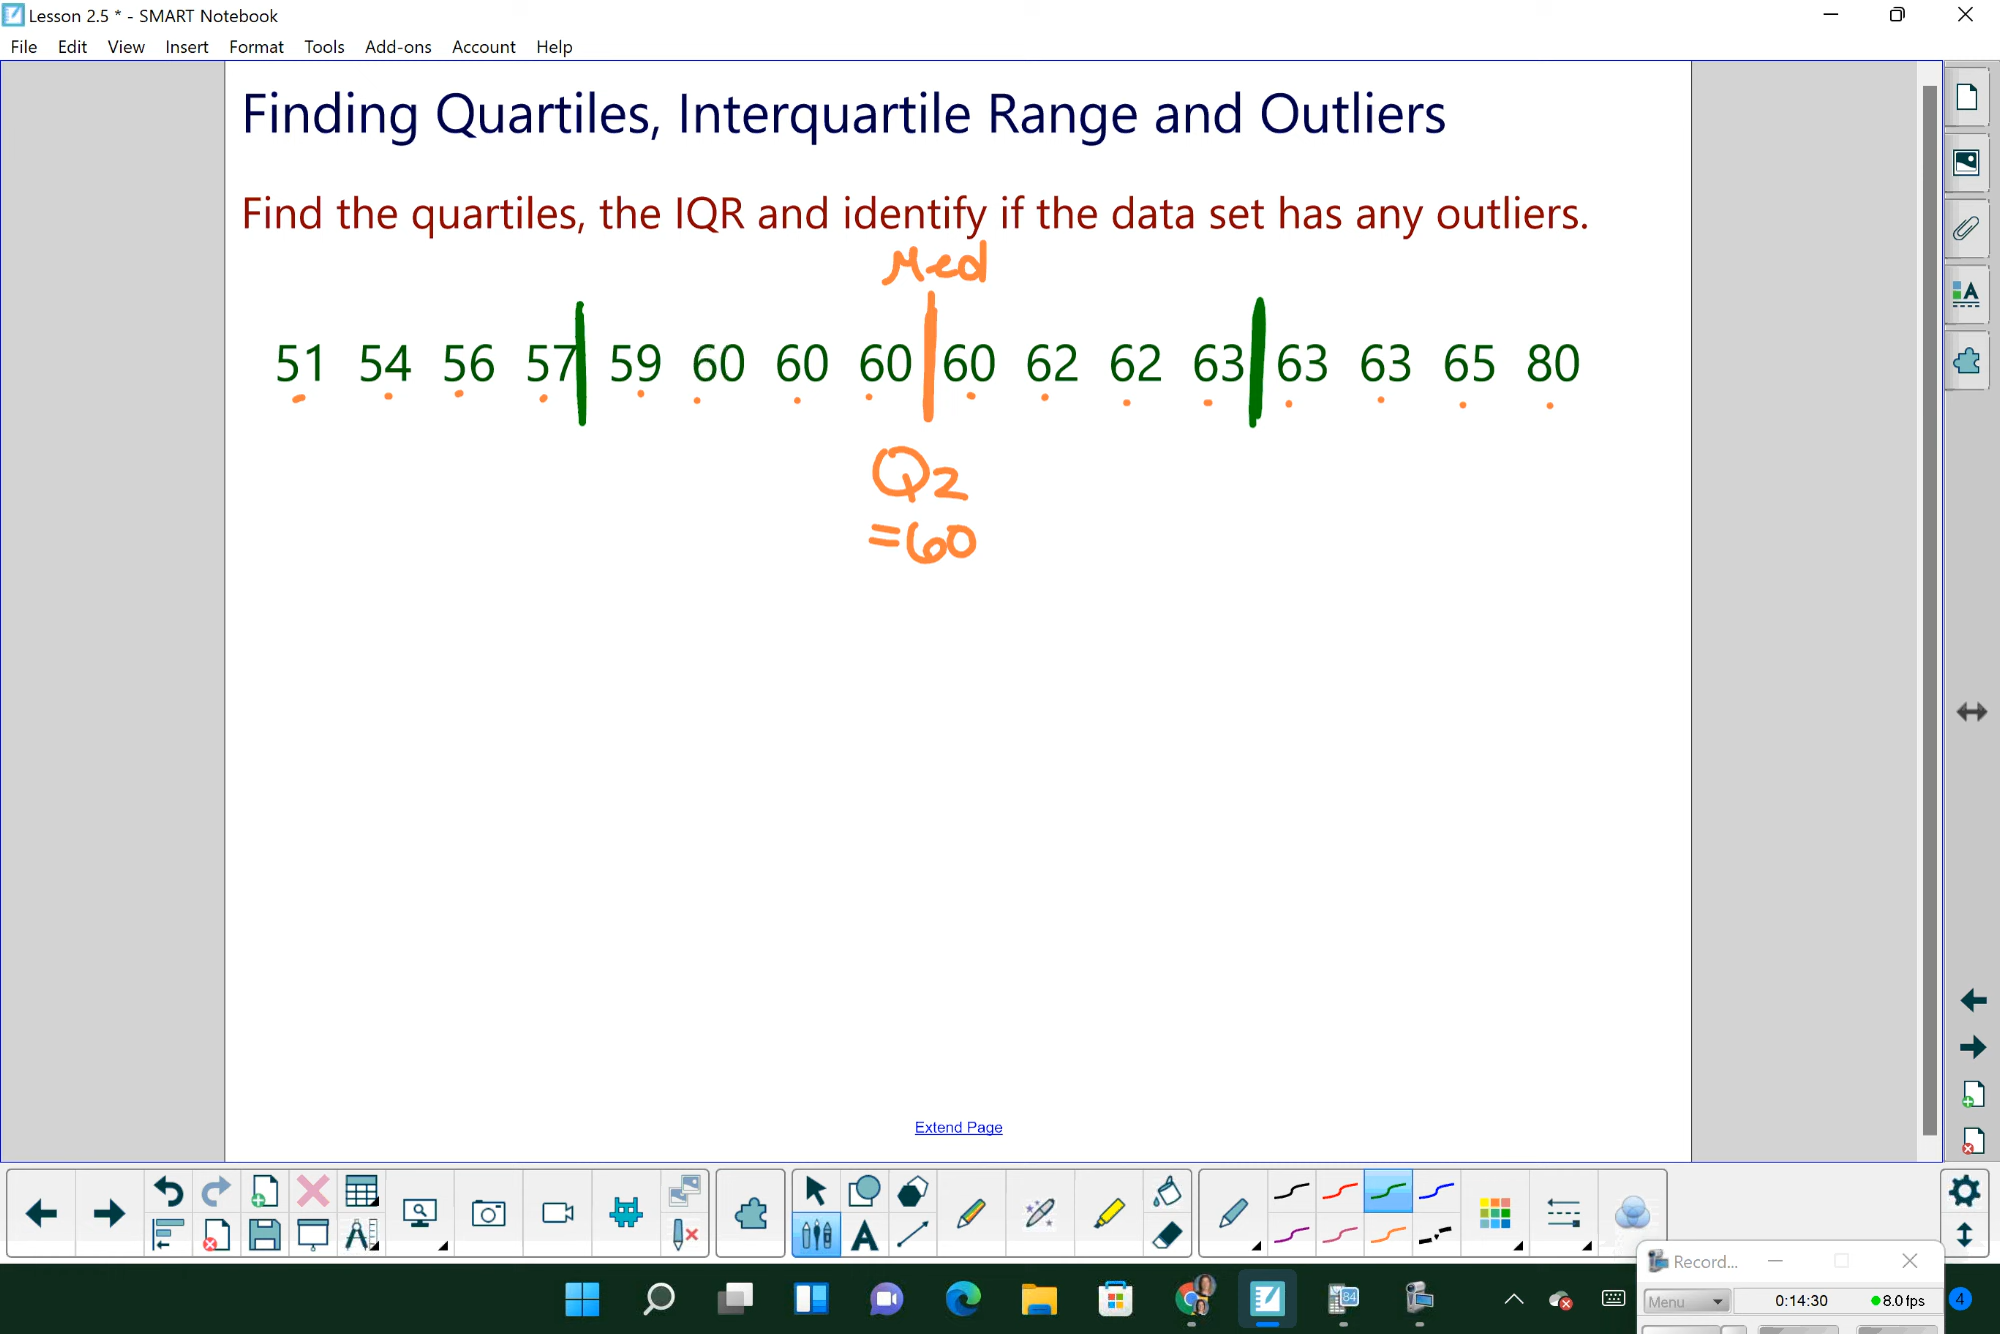 Lesson 2.5 * - SMART Notebook
File Edit View Insert Format Tools Add-ons Account Help
Finding Quartiles, Interquartile Range and Outliers
Find the quartiles, the IQR and identify if the data set has any outliers.
Med
51 54 56 57 59 60 60 60 60 62 62 63 63 63 65 80
Q2
=60
Extend Page
Record...
Menu 0:14:30 8.0 fps
84
4